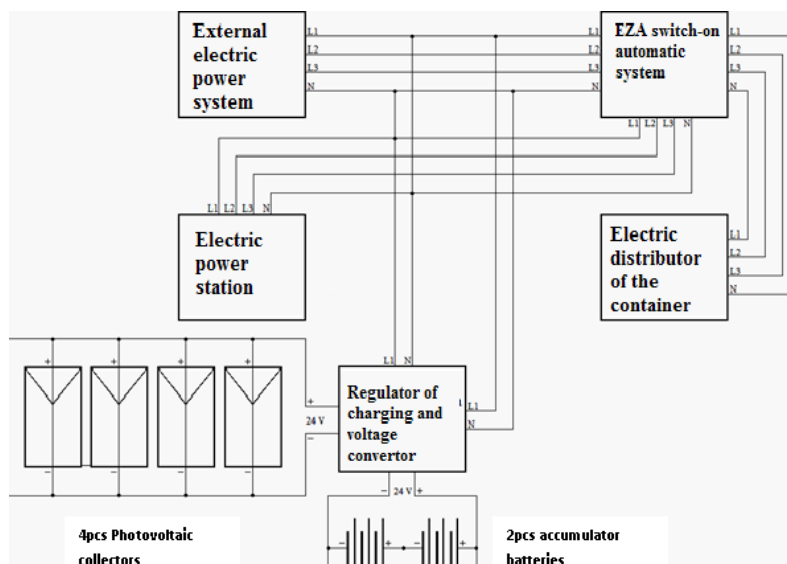 External
electric
power
system
L1
L2
L3
N
L1
L2
L3
N
EZA switch-on
automatic
system
L1
L2
L3
N
L1 L2 L3 N
L1 L2 L3 N
Electric
power
station
Electric
distributor
of the
container
L1
L2
L3
N
L1 N
+ + + +
- - - -
+
24 V
-
Regulator of
charging and
voltage
convertor
L1
N
- 24 V +
- + - +
4pcs Photovoltaic
collectors
2pcs accumulator
batteries